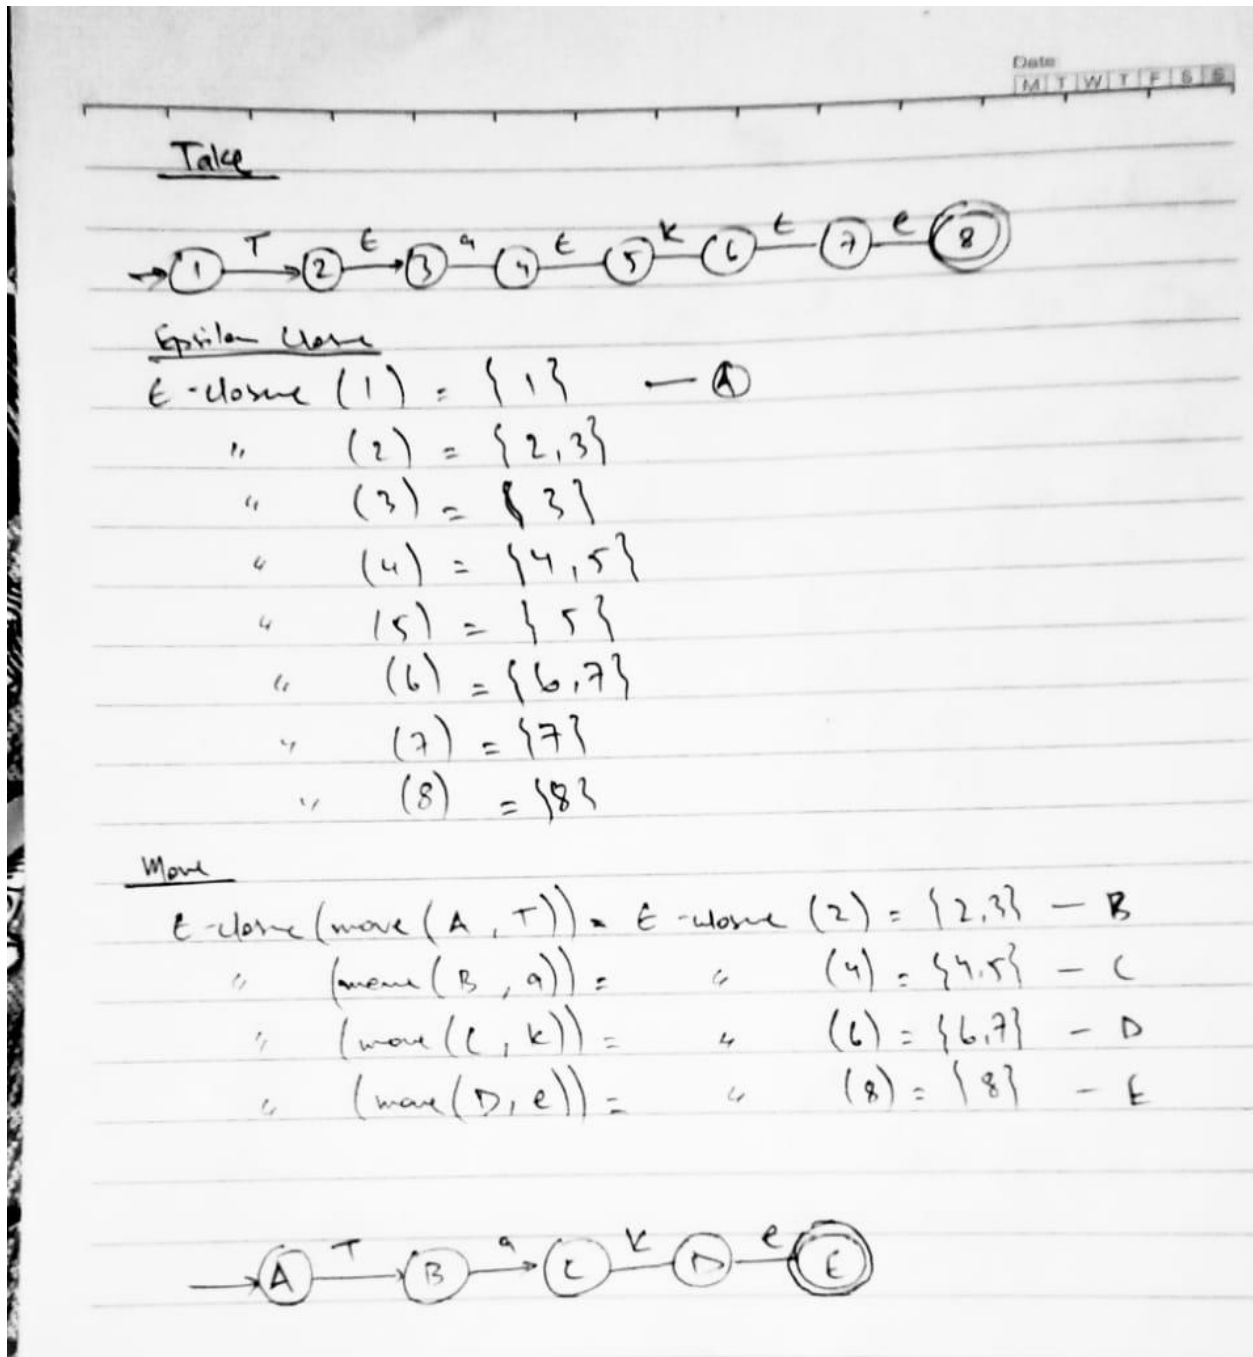 Date
M T W T F S S
Take
T ε a ε k ε e
1 2 3 4 5 6 7 8
Epsilon Closure
ε-closure (1) = {1} — A
" (2) = {2,3}
" (3) = {3}
" (4) = {4,5}
" (5) = {5}
" (6) = {6,7}
" (7) = {7}
" (8) = {8}
Move
ε-closure (move (A, T)) = ε-closure (2) = {2,3} — B
" (move (B, a)) = " (4) = {4,5} — C
" (move (C, k)) = " (6) = {6,7} — D
" (move (D, e)) = " (8) = {8} — E
T a k e
A B C D E